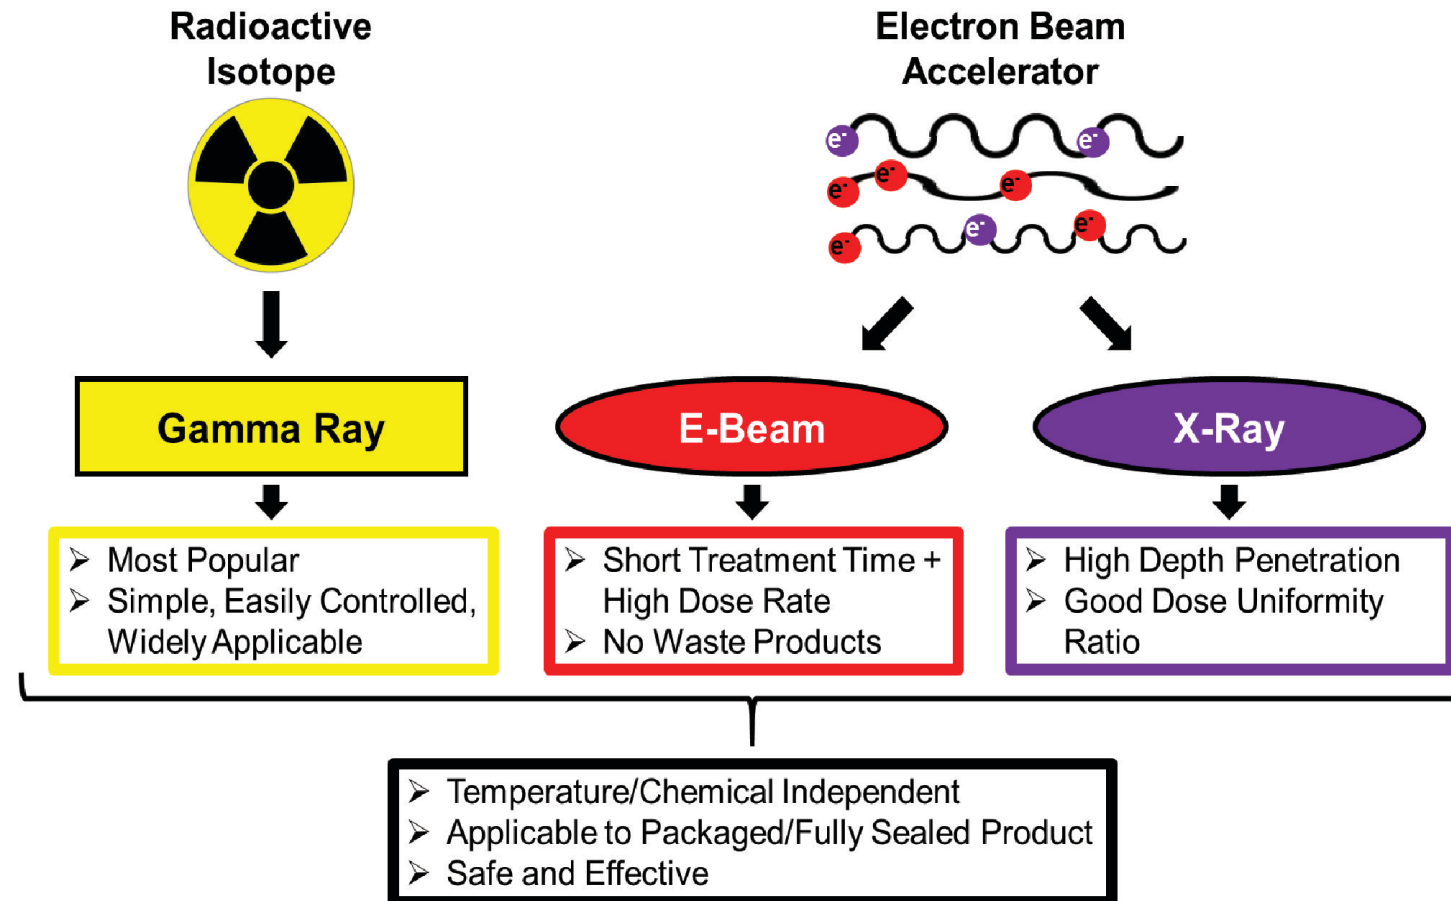 Radioactive
Isotope
Electron Beam
Accelerator
e-
e-
e-
e-
e-
e-
e-
e-
Gamma Ray
E-Beam
X-Ray
➢ Most Popular
➢ Simple, Easily Controlled,
Widely Applicable
➢ Short Treatment Time +
High Dose Rate
➢ No Waste Products
➢ High Depth Penetration
➢ Good Dose Uniformity
Ratio
➢ Temperature/Chemical Independent
➢ Applicable to Packaged/Fully Sealed Product
➢ Safe and Effective